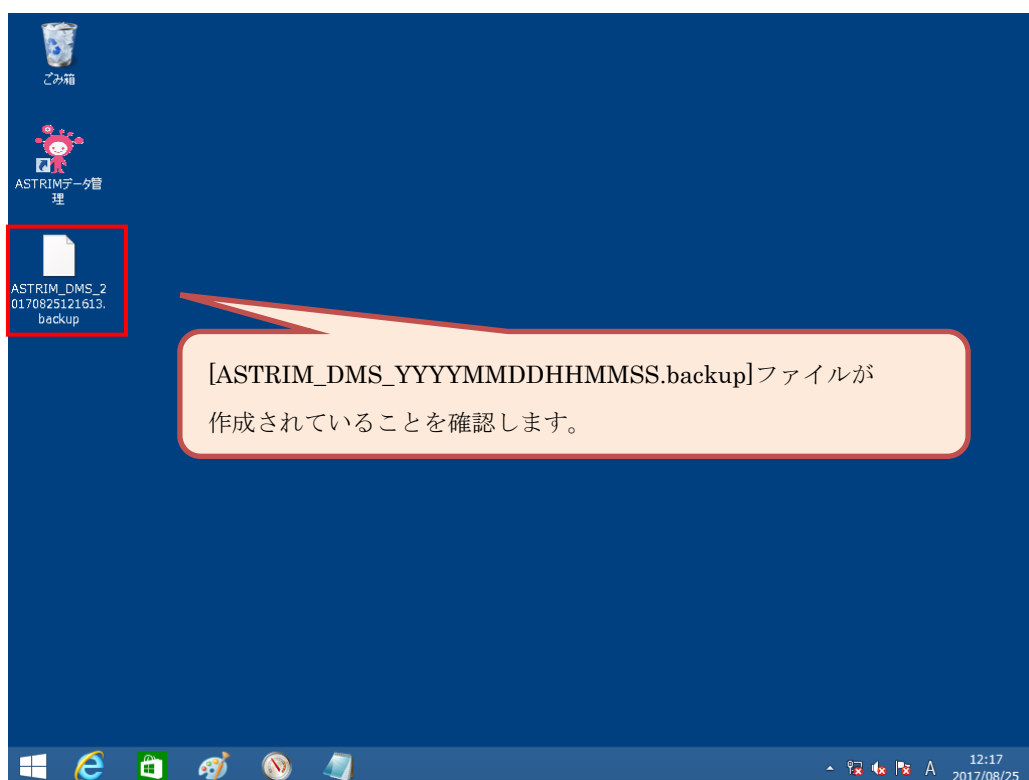 ごみ箱
ASTRIMデータ管
理
ASTRIM_DMS_2
0170825121613.
backup
[ASTRIM_DMS_YYYYMMDDHHMMSS.backup]ファイルが
作成されていることを確認します。
A
12:17
2017/08/25